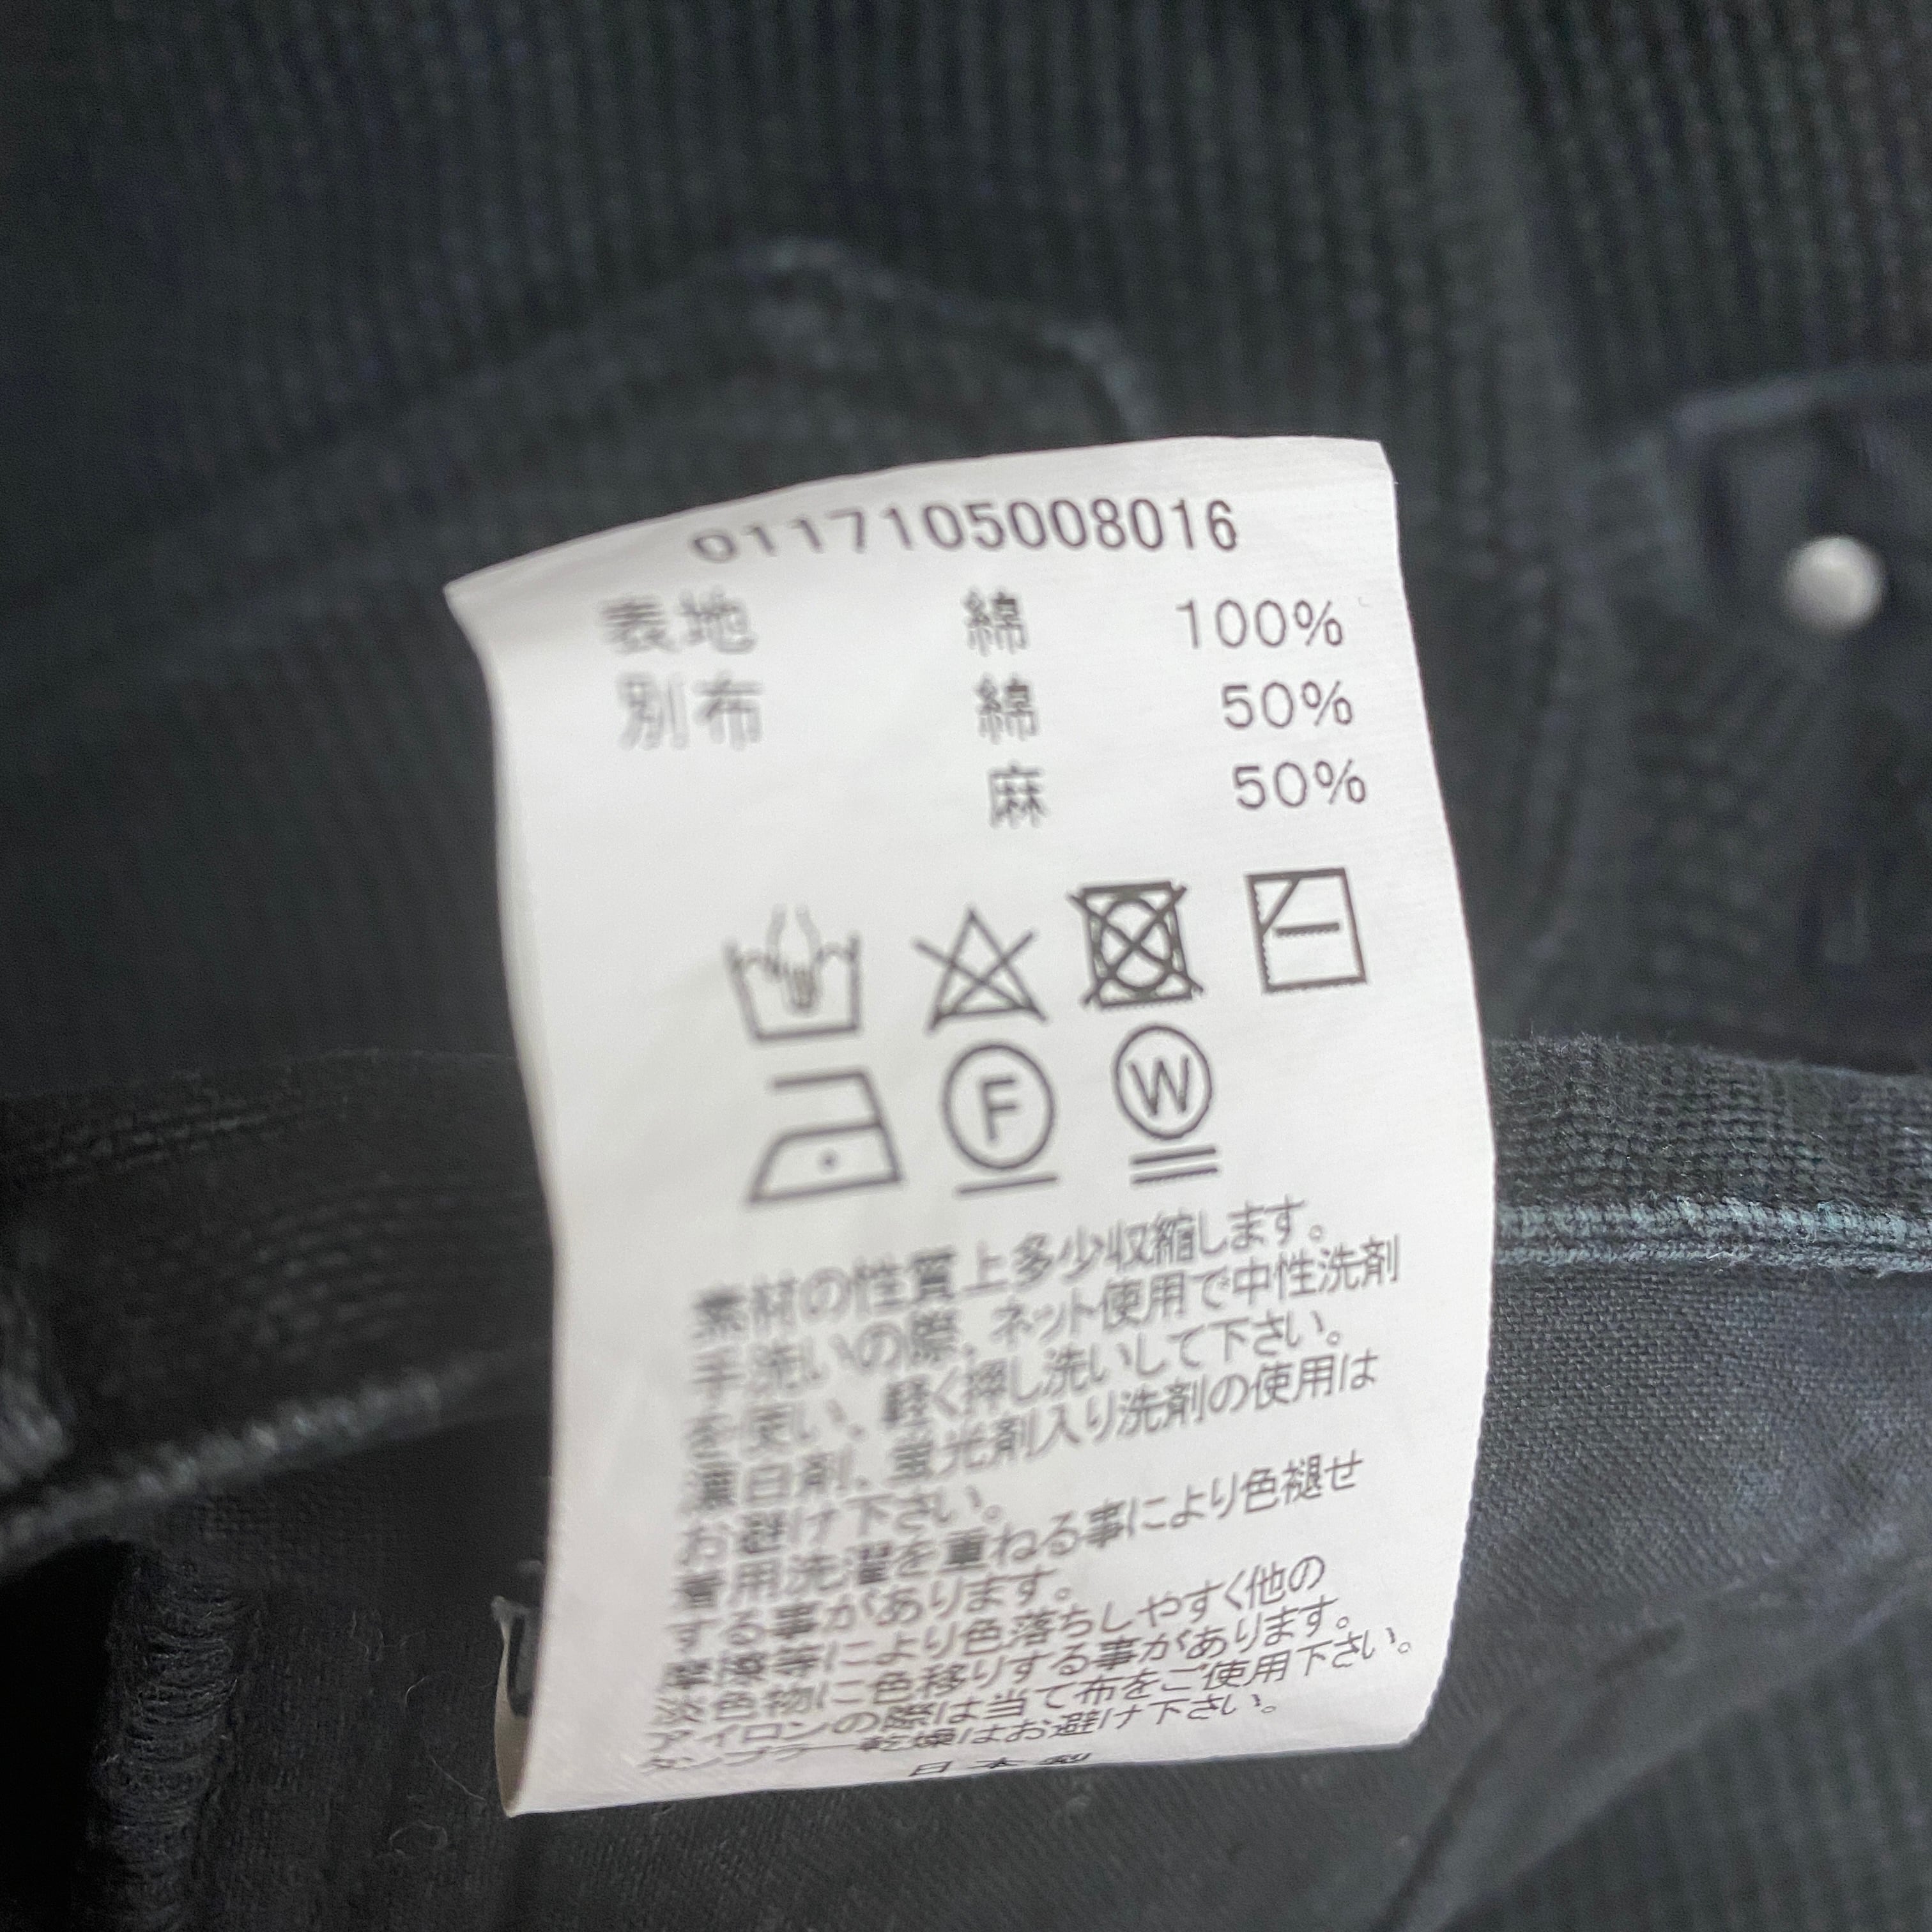 0117105008016
表地 綿 100%
別布 綿 50%
麻 50%
F W
素材の性質上多少収縮します。
手洗いの際、ネット使用で中性洗剤
を使い、軽く押し洗いして下さい。
漂白剤、蛍光剤入り洗剤の使用は
お避け下さい。
着用洗濯を重ねる事により色褪せ
する事があります。
摩擦等により色落ちしやすく他の
淡色物に色移りする事があります。
アイロンの際は当て布をご使用下さい。
タンブラー乾燥はお避け下さい。
日本製